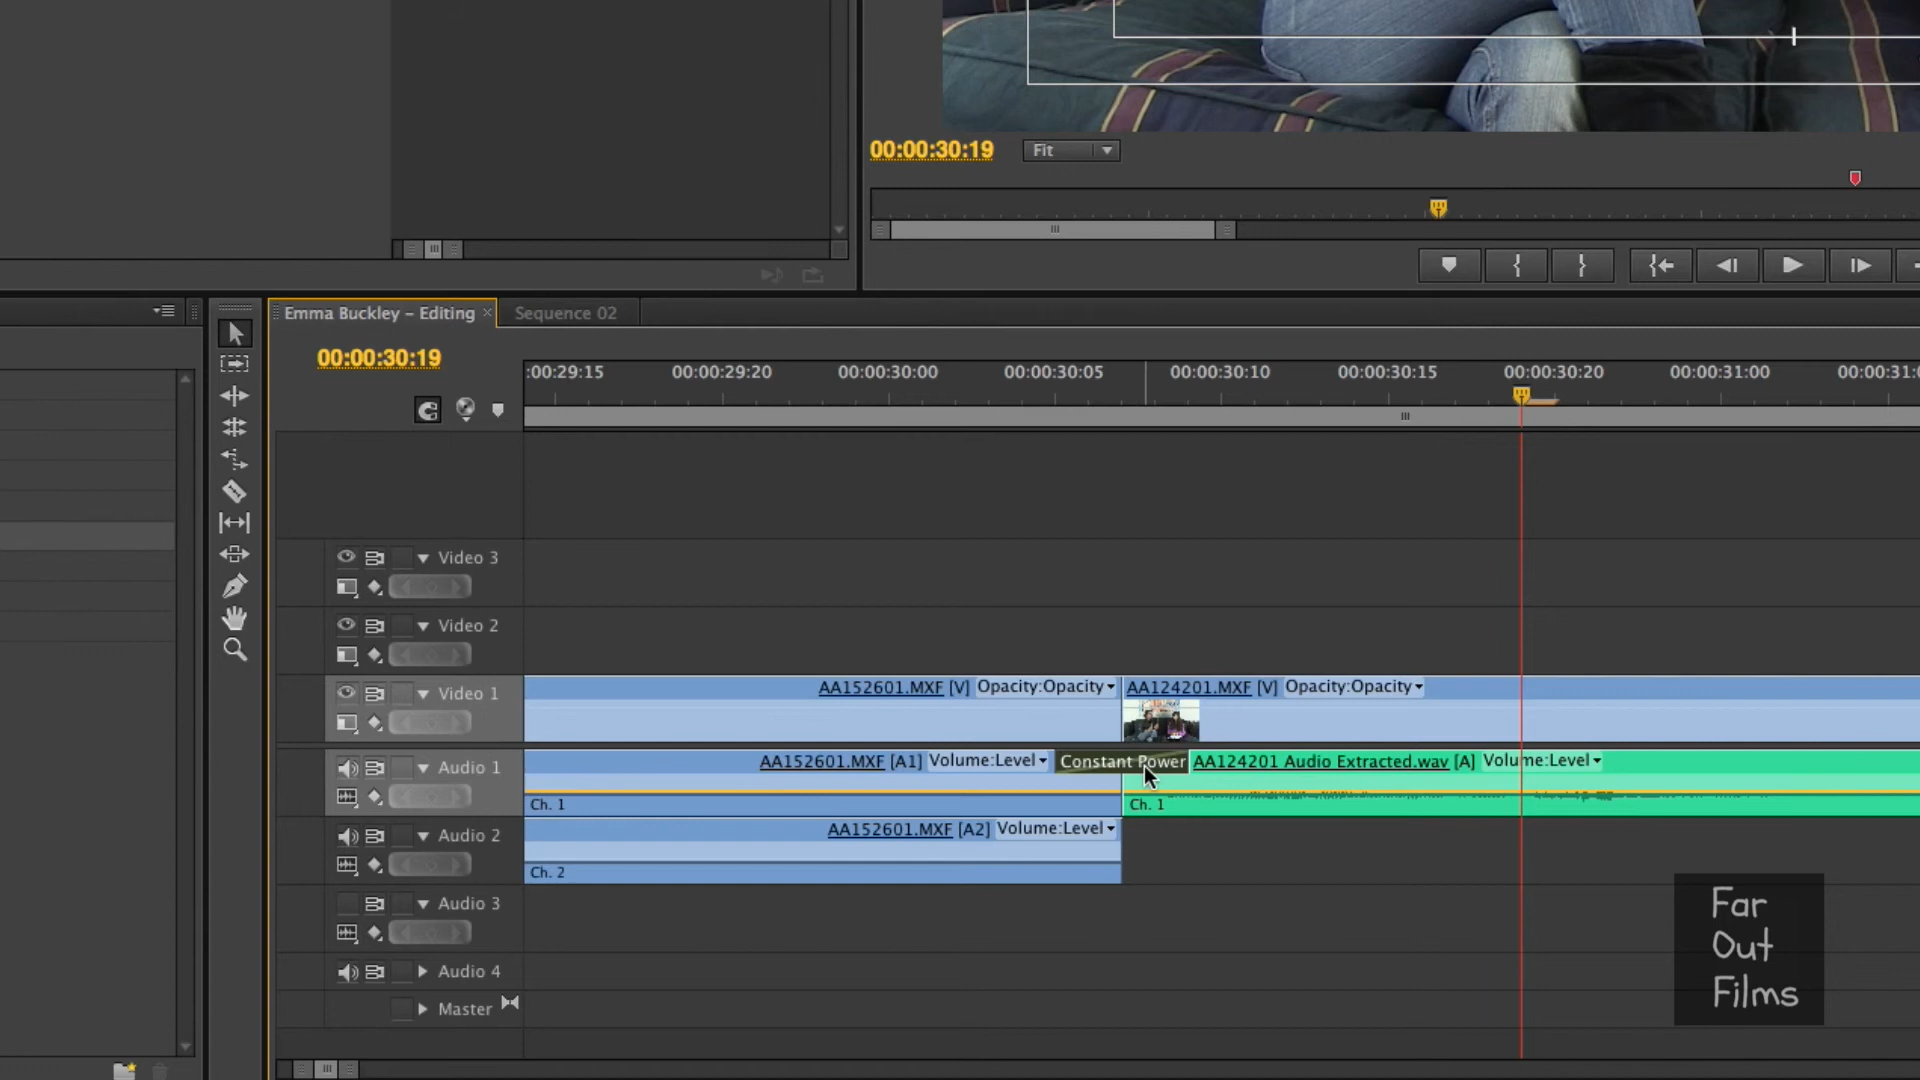 00:00:30:19
Fit
Emma Buckley – Editing
Sequence 02
00:00:30:19
:00:29:15
00:00:29:20
00:00:30:00
00:00:30:05
00:00:30:10
00:00:30:15
00:00:30:20
00:00:31:00
00:00:31:0
Video 3
Video 2
Video 1
AA152601.MXF [V] Opacity:Opacity
AA124201.MXF [V] Opacity:Opacity
Audio 1
AA152601.MXF [A1] Volume:Level
Constant Power
AA124201 Audio Extracted.wav [A] Volume:Level
Ch. 1
Ch. 1
Audio 2
AA152601.MXF [A2] Volume:Level
Ch. 2
Audio 3
Audio 4
Master
Far
Out
Films